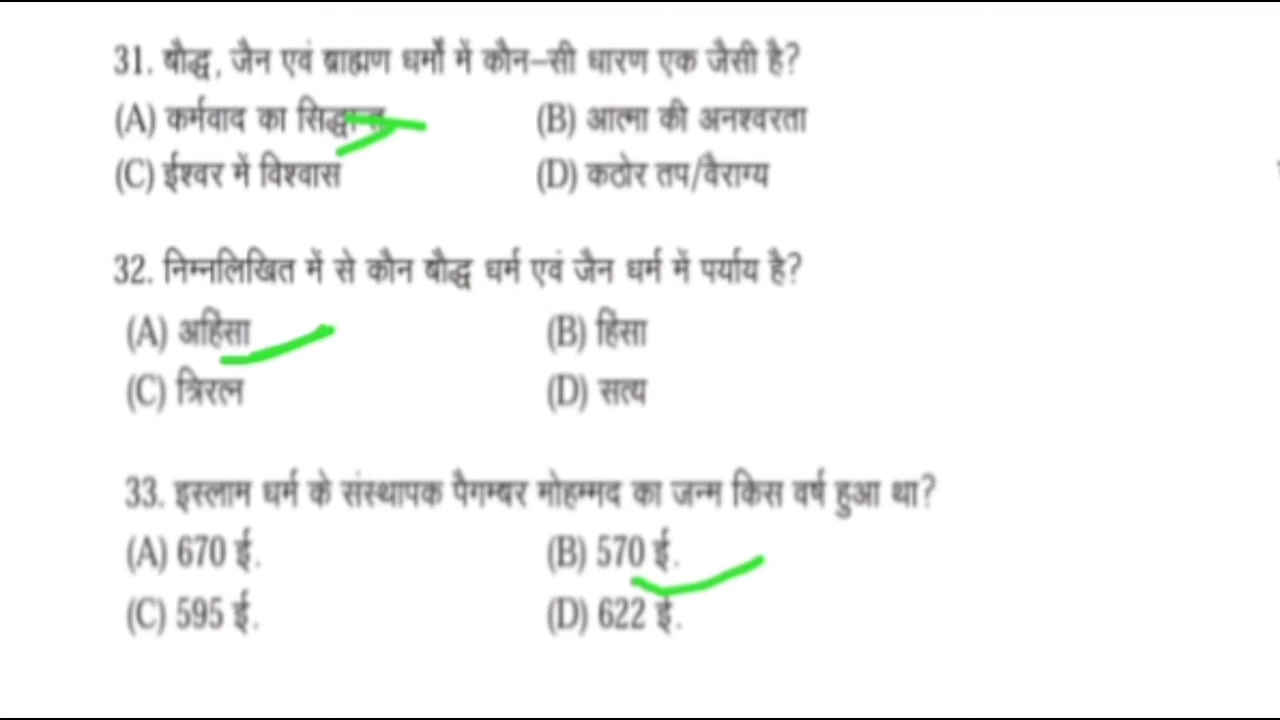 31. बौद्ध, जैन एवं ब्राह्मण धर्मों में कौन–सी धारण एक जैसी है?
(A) कर्मवाद का सिद्धान्त (B) आत्मा की अनश्वरता
(C) ईश्वर में विश्वास (D) कठोर तप/वैराग्य
32. निम्नलिखित में से कौन बौद्ध धर्म एवं जैन धर्म में पर्याय है?
(A) अहिंसा (B) हिंसा
(C) त्रिरत्न (D) सत्य
33. इस्लाम धर्म के संस्थापक पैगम्बर मोहम्मद का जन्म किस वर्ष हुआ था?
(A) 670 ई. (B) 570 ई.
(C) 595 ई. (D) 622 ई.